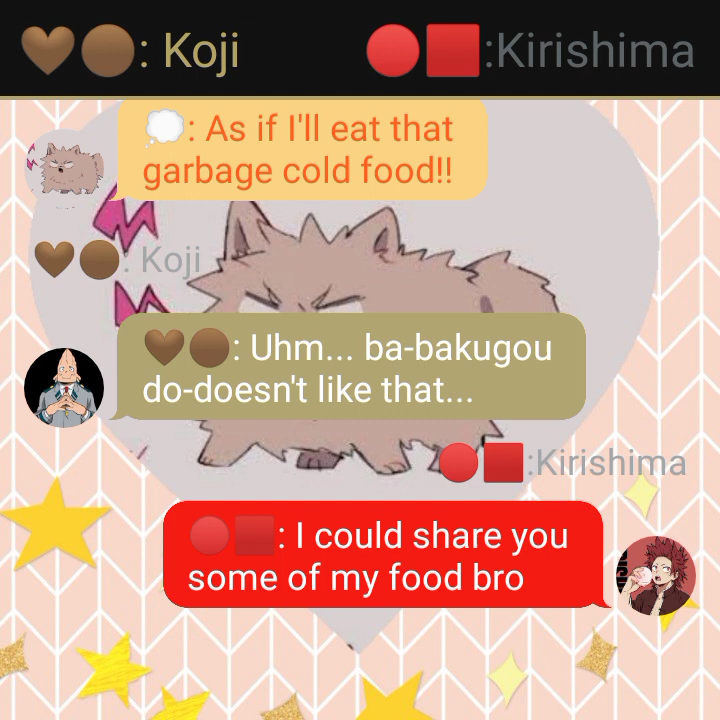 🤎🟤: Koji
🔴🟥:Kirishima
💭: As if I'll eat that
garbage cold food!!
🤎🟤: Koji
🤎🟤: Uhm... ba-bakugou
do-doesn't like that...
🔴🟥:Kirishima
🔴🟥: I could share you
some of my food bro